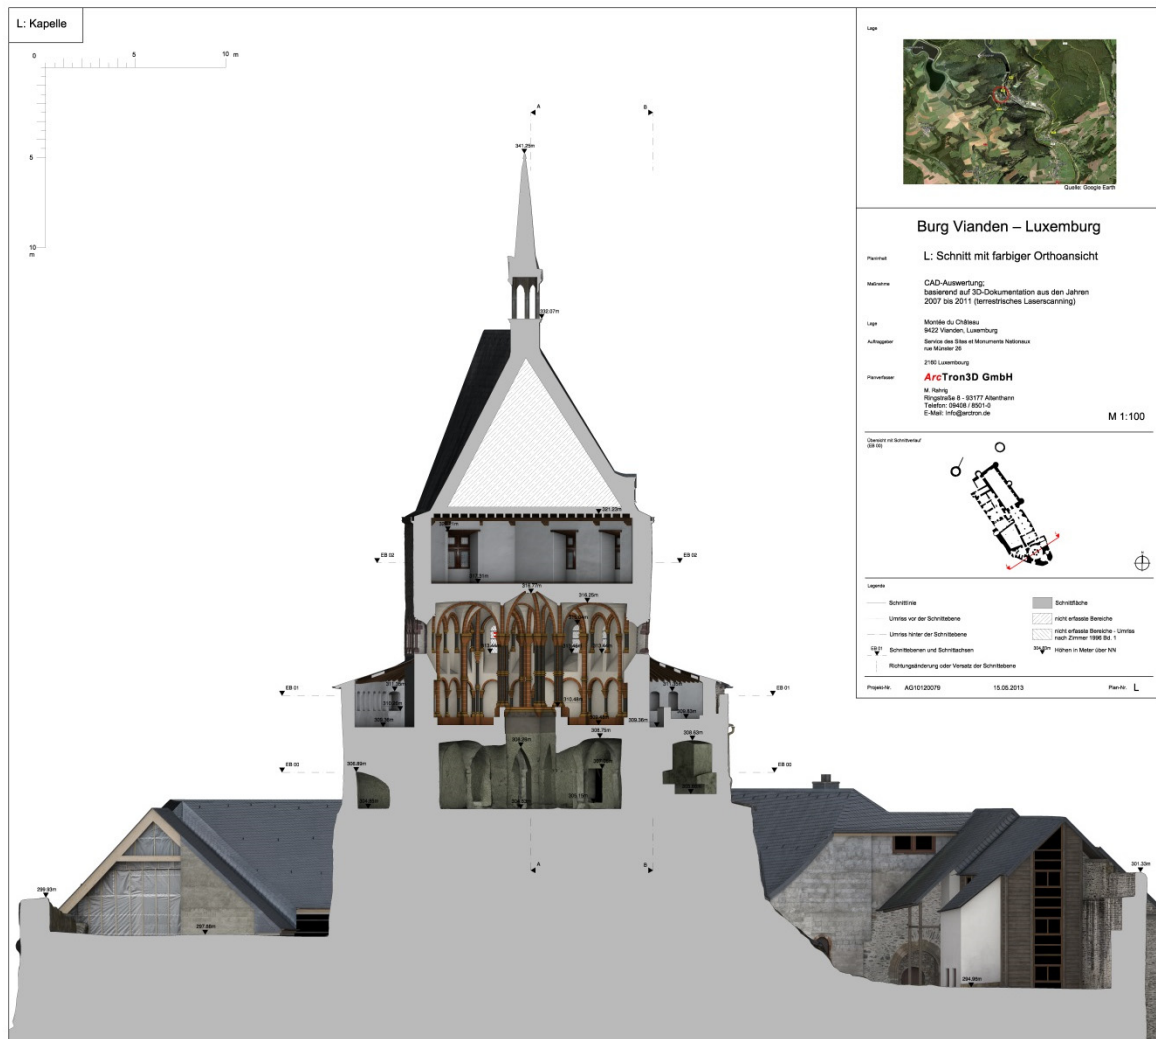 L: Kapelle
0
5
10 m
5
10
m
A
B
341.25m
EB 02
EB 02
321.23m
316.77m
316.25m
EB 01
EB 01
310.48m
309.36m
308.75m
309.83m
EB 00
EB 00
306.89m
A
B
299.93m
297.68m
301.33m
294.98m
Lage
Quelle: Google Earth
Burg Vianden – Luxemburg
Planinhalt
L: Schnitt mit farbiger Orthoansicht
Maßnahme
CAD-Auswertung;
basierend auf 3D-Dokumentation aus den Jahren
2007 bis 2011 (terrestrisches Laserscanning)
Lage
Montée du Château
9422 Vianden, Luxemburg
Auftraggeber
Service des Sites et Monuments Nationaux
rue Münster 26
2160 Luxembourg
Planverfasser
ArcTron3D GmbH
M. Rahrig
Ringstraße 8 - 93177 Altenthann
Telefon: 09408 / 8501-0
E-Mail: info@arctron.de
M 1:100
Übersicht mit Schnittverlauf
(EB 00)
Legende
Schnittlinie
Umriss vor der Schnittebene
Umriss hinter der Schnittebene
EB 01
Schnittebenen und Schnittachsen
Richtungsänderung oder Versatz der Schnittebene
Schnittfläche
nicht erfasste Bereiche
nicht erfasste Bereiche - Umriss
nach Zimmer 1996 Bd. 1
Höhen in Meter über NN
Projekt-Nr.
AG10120079
15.05.2013
Plan-Nr.
L